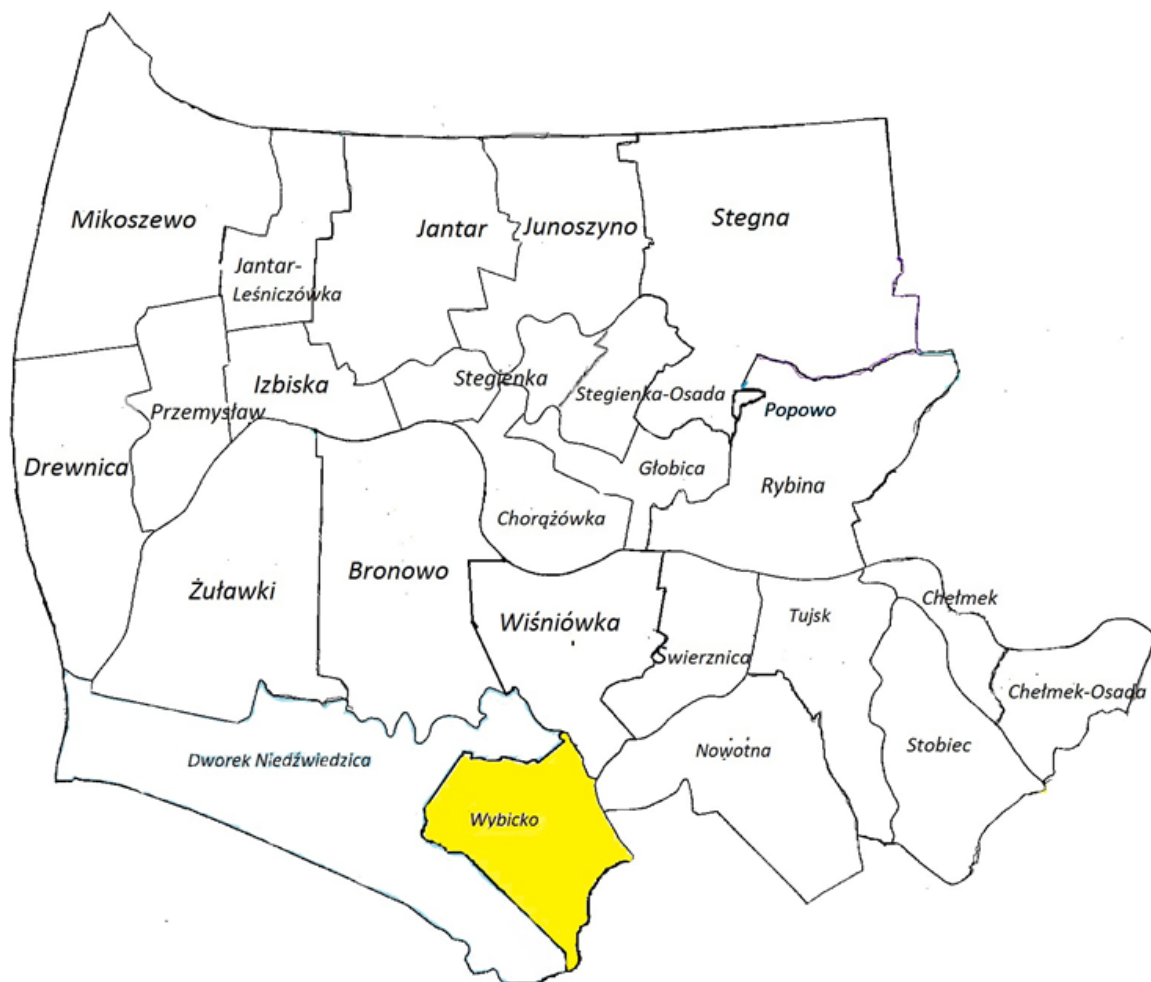 Mikoszewo
Jantar
Junoszyno
Stegna
Jantar-
Leśniczówka
Izbiska
Stegienka
Stegienka-Osada
Przemysław
Popowo
Drewnica
Głobica
Rybina
Chorążówka
Żuławki
Bronowo
Wiśniówka
Świerznica
Tujsk
Chełmek
Chełmek-Osada
Dworek Niedźwiedzica
Nowotna
Stobiec
Wybicko